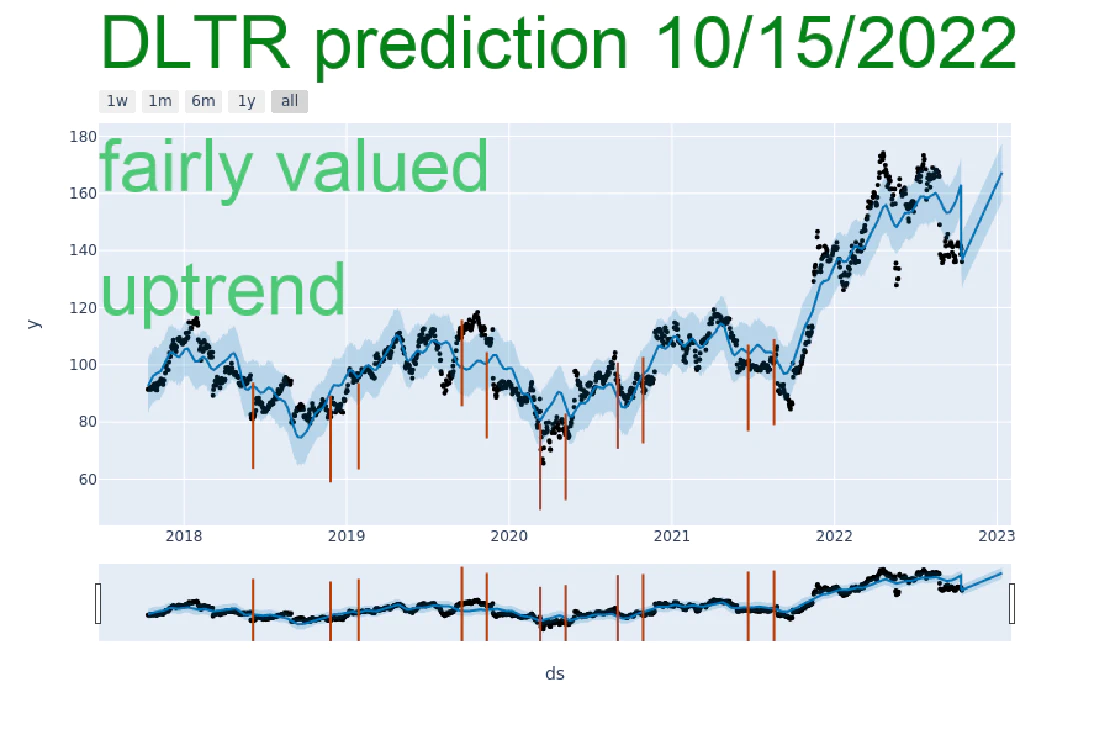 DLTR prediction 10/15/2022
1w 1m 6m 1y all
180
fairly valued
160
140
uptrend
120
100
80
60
y
2018 2019 2020 2021 2022 2023
ds